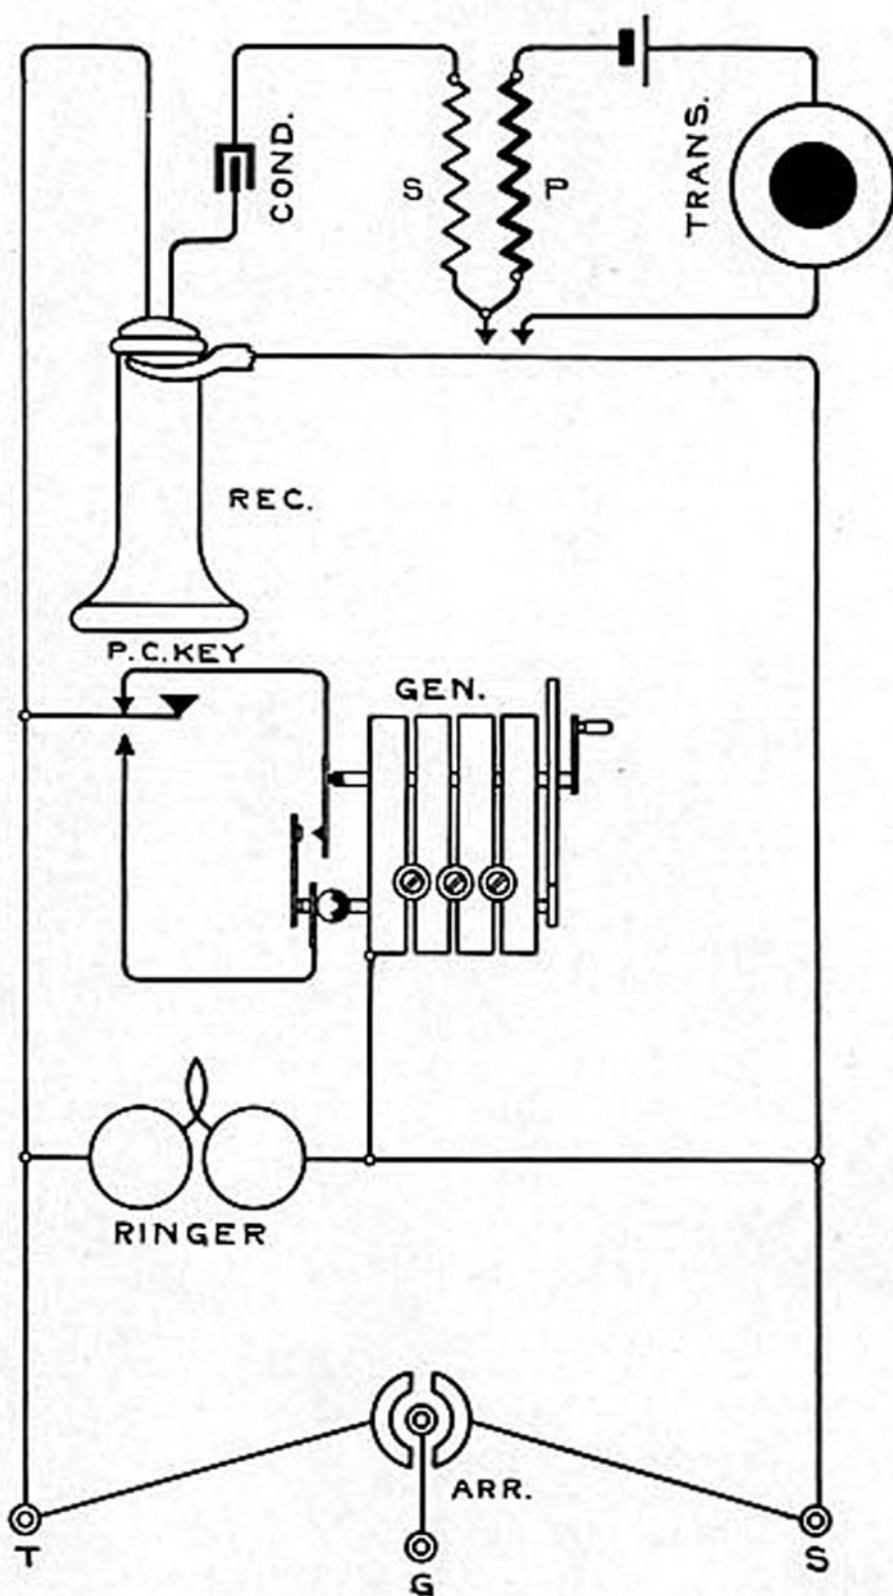 COND.
S
P
TRANS.
REC.
P.C.KEY
GEN.
RINGER
ARR.
T
G
S